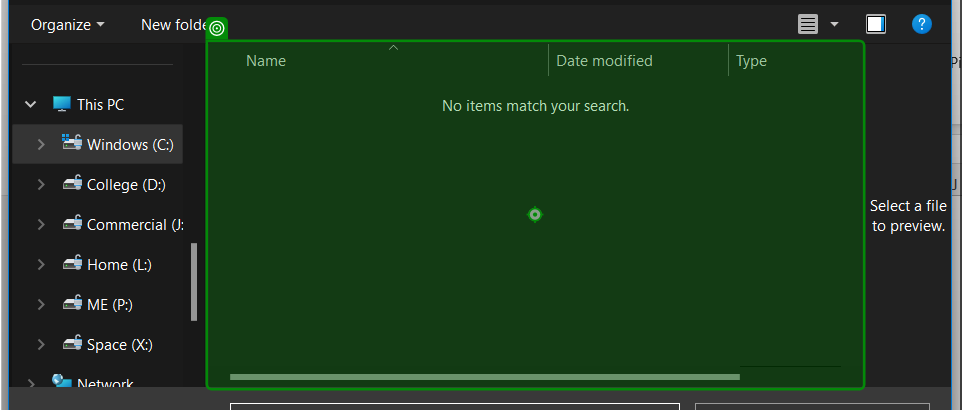 Organize New folde
Name Date modified Type
No items match your search.
This PC
Windows (C:)
College (D:)
Commercial (J:
Home (L:)
ME (P:)
Space (X:)
Network
Select a file
to preview.
Pi
J